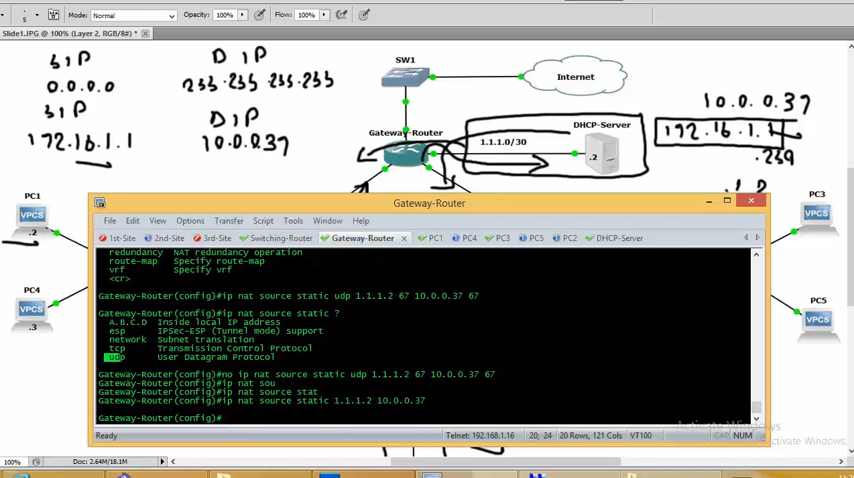 Mode: Normal Opacity: 100% Flow: 100%
Slide1.JPG @ 100% (Layer 2, RGB/8#) *
SIP DIP
0.0.0.0 255.255.255.255
SIP DIP
172.16.1.1 10.0.0.37
SW1
Internet
10.0.0.37
172.16.1.1
.239
Gateway-Router
1.1.1.0/30
DHCP-Server
.2
.1 2
PC1
VPCS
.2
PC4
VPCS
.3
PC3
VPCS
PC5
VPCS
Gateway-Router
File Edit View Options Transfer Script Tools Window Help
1st-Site 2nd-Site 3rd-Site Switching-Router Gateway-Router PC1 PC4 PC3 PC5 PC2 DHCP-Server
redundancy NAT redundancy operation
route-map Specify route-map
vrf Specify vrf
<cr>
Gateway-Router(config)#ip nat source static udp 1.1.1.2 67 10.0.0.37 67
Gateway-Router(config)#ip nat source static ?
A.B.C.D Inside local IP address
esp IPSec-ESP (Tunnel mode) support
network Subnet translation
tcp Transmission Control Protocol
udp User Datagram Protocol
Gateway-Router(config)#no ip nat source static udp 1.1.1.2 67 10.0.0.37 67
Gateway-Router(config)#ip nat sou
Gateway-Router(config)#ip nat source stat
Gateway-Router(config)#ip nat source static 1.1.1.2 10.0.0.37
Gateway-Router(config)#
Ready Telnet: 192.168.1.16 20, 24 20 Rows, 121 Cols VT100 CAP NUM
Activate Windows
100% Doc: 2.64M/18.1M